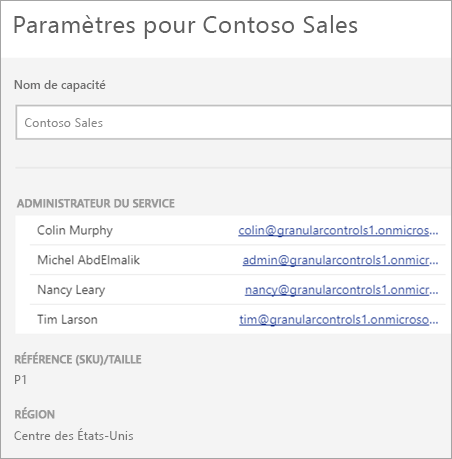 Paramètres pour Contoso Sales
Nom de capacité
Contoso Sales
ADMINISTRATEUR DU SERVICE
Colin Murphy colin@granularcontrols1.onmicros...
Michel AbdElmalik admin@granularcontrols1.onmicr...
Nancy Leary nancy@granularcontrols1.onmicr...
Tim Larson tim@granularcontrols1.onmicroso...
RÉFÉRENCE (SKU)/TAILLE
P1
RÉGION
Centre des États-Unis